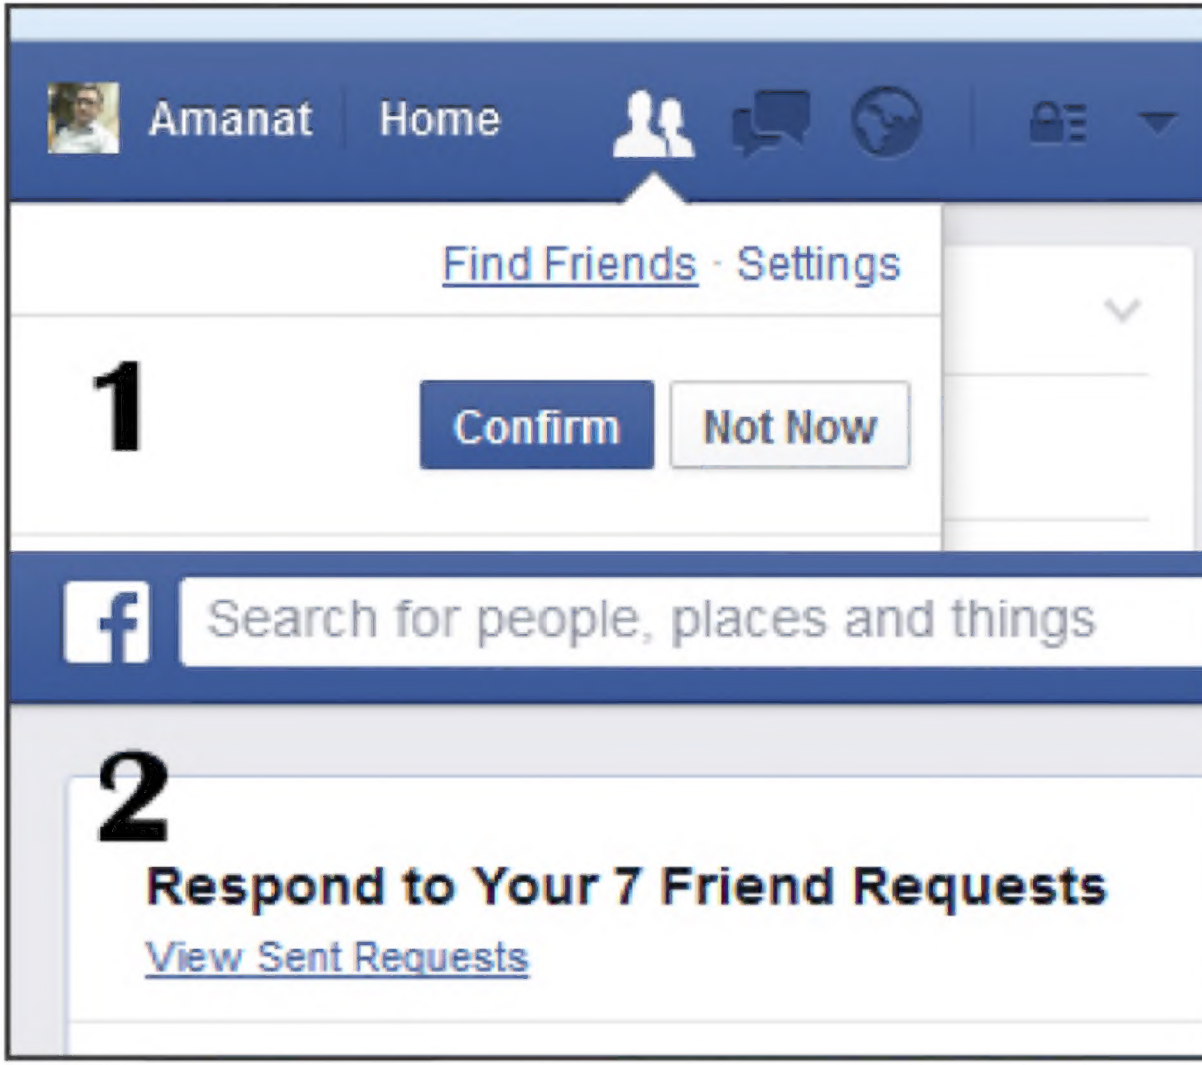 Amanat Home
Find Friends · Settings
1
Confirm Not Now
f Search for people, places and things
2
Respond to Your 7 Friend Requests
View Sent Requests